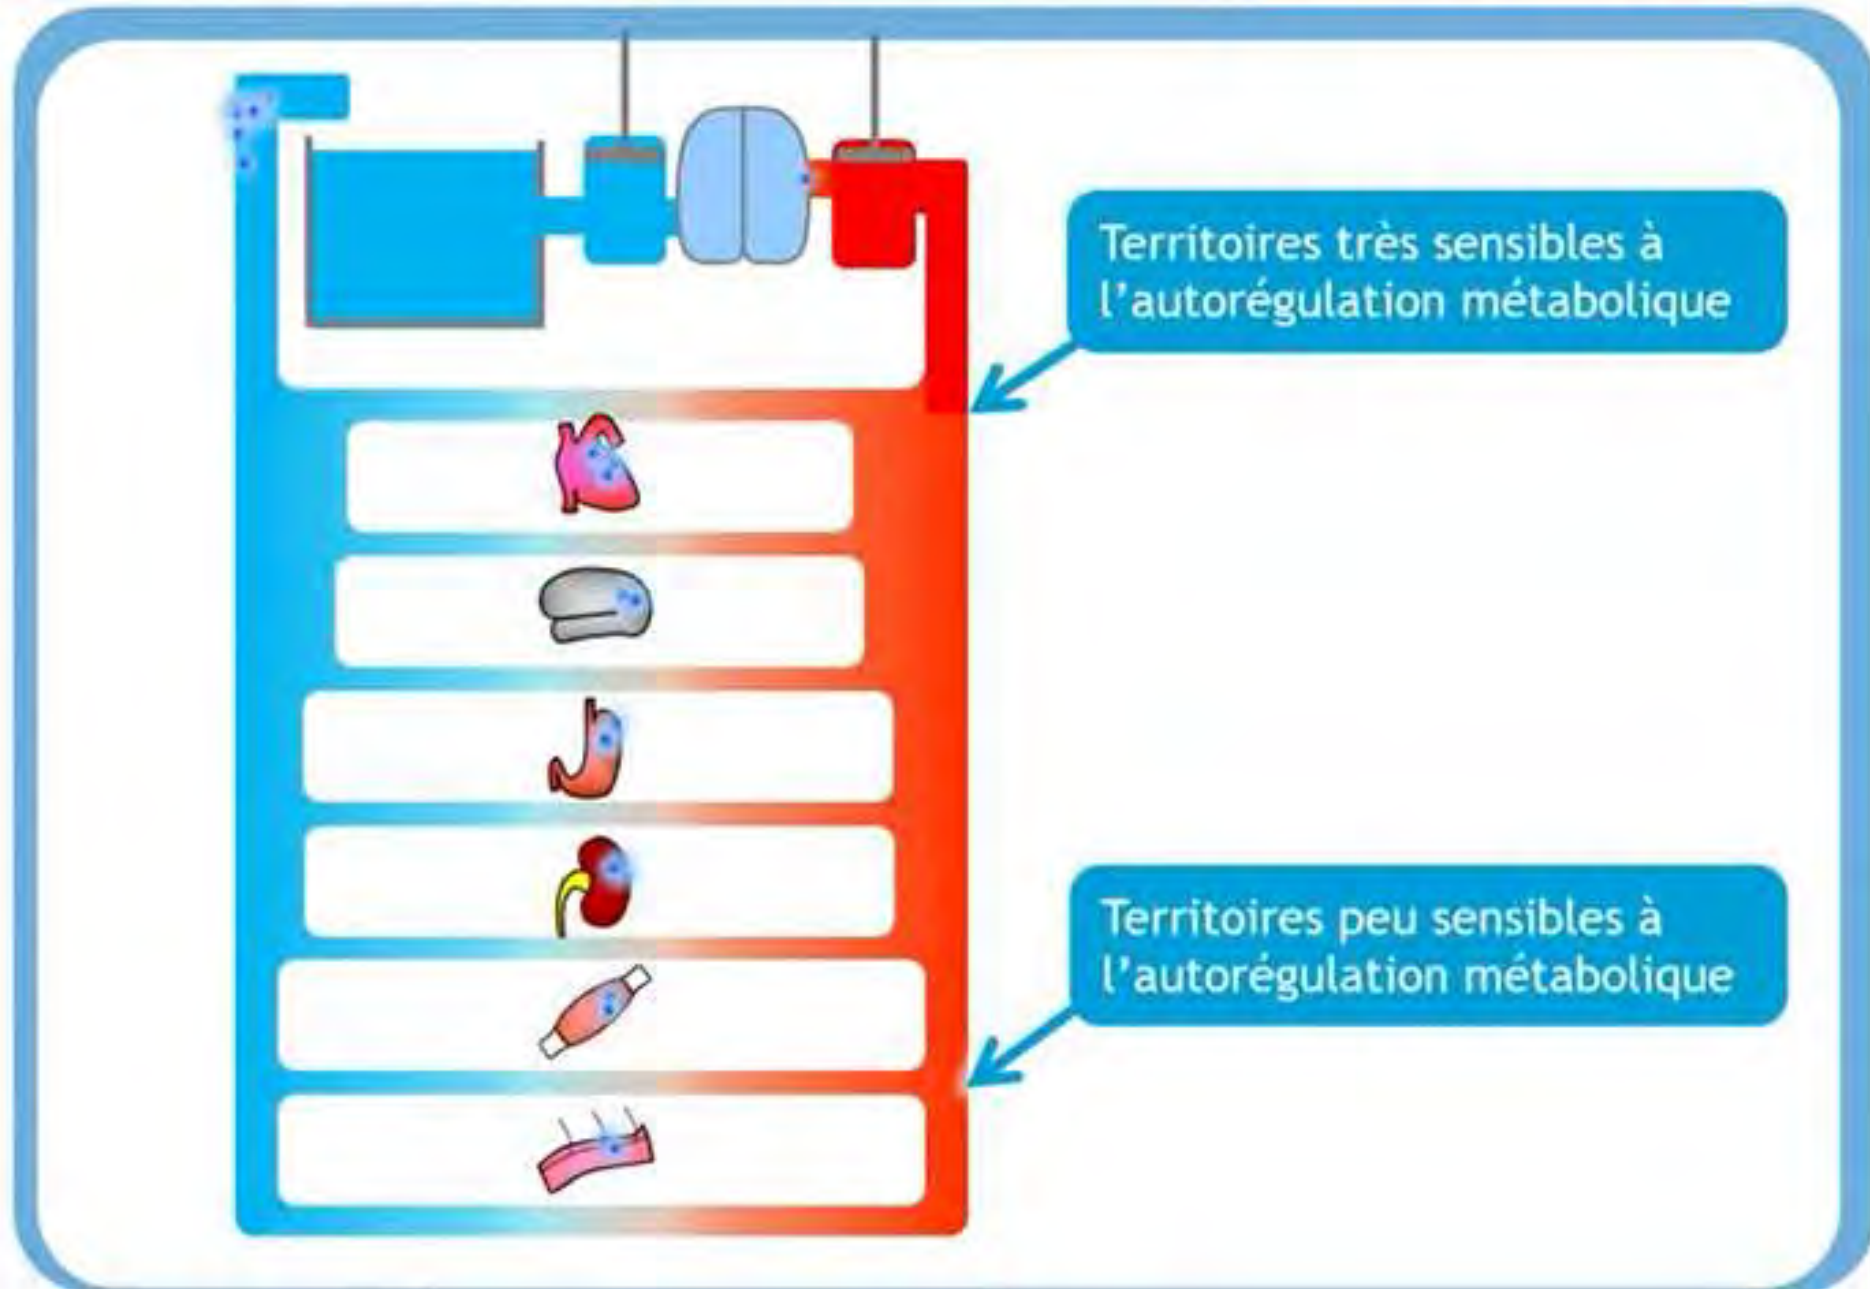 Territoires très sensibles à
l’autorégulation métabolique
Territoires peu sensibles à
l’autorégulation métabolique